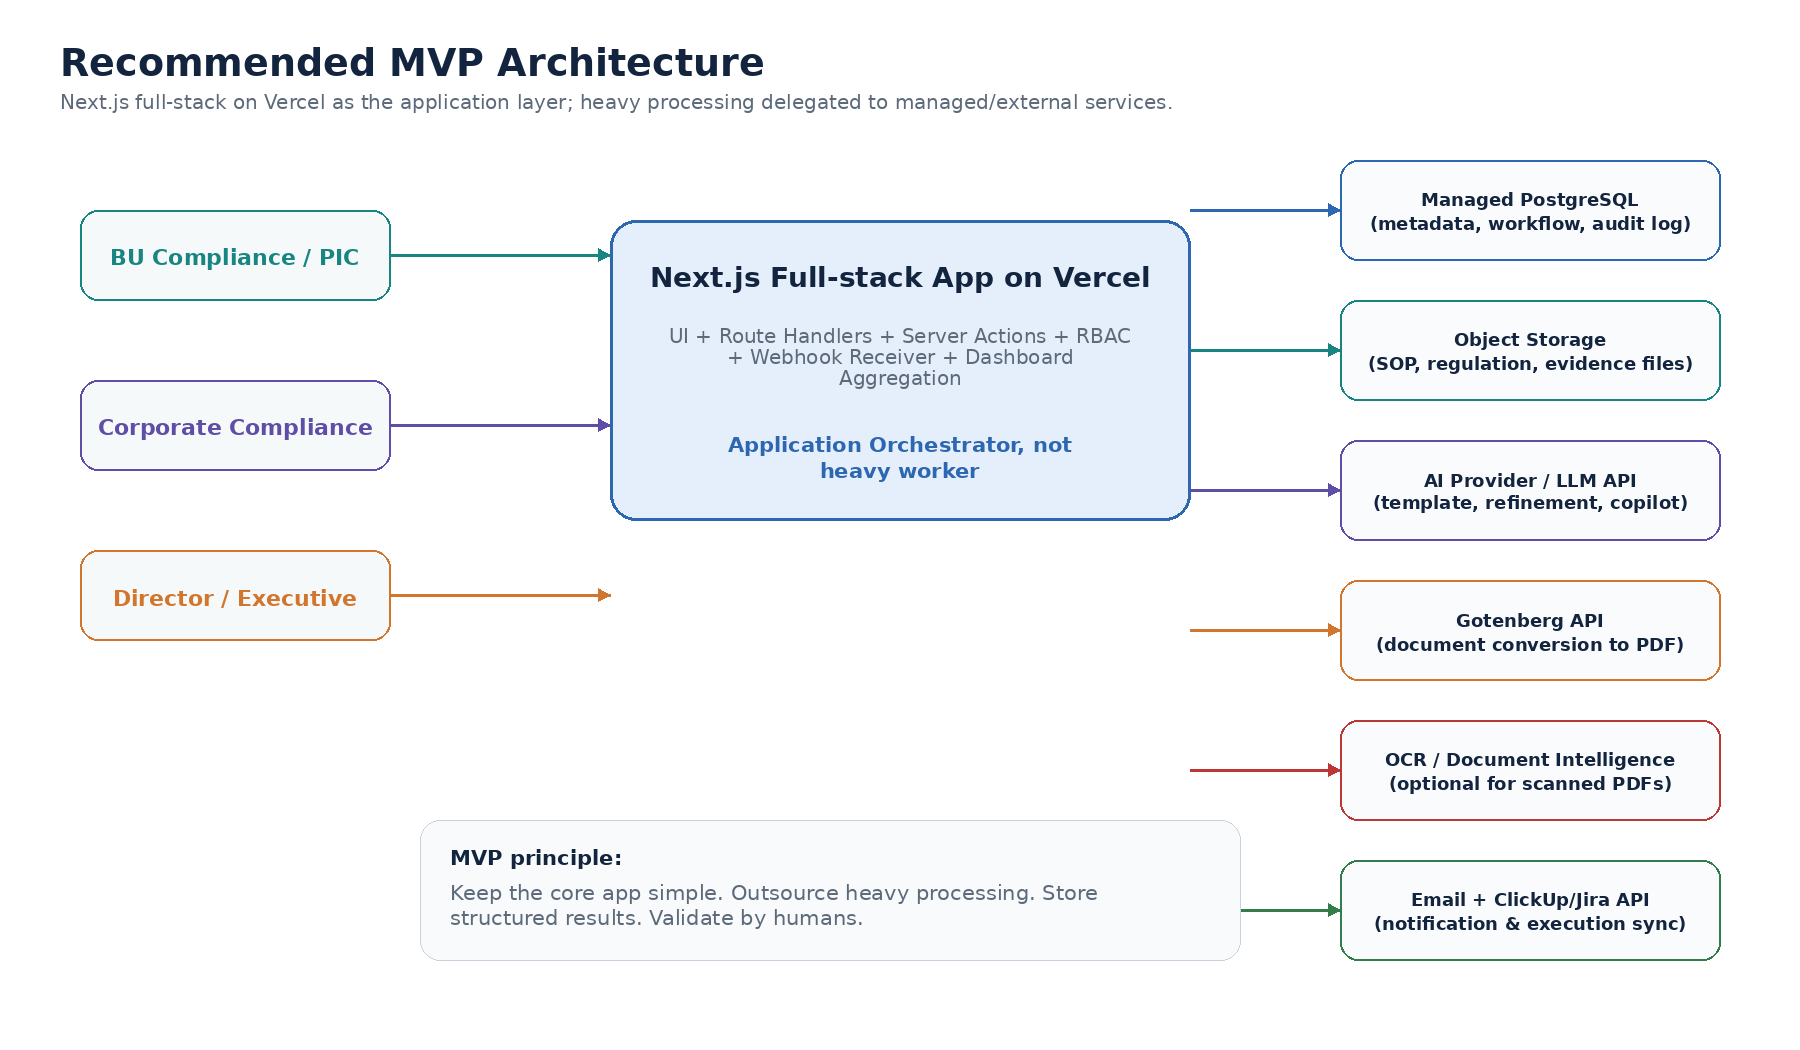 Recommended MVP Architecture
Next.js full-stack on Vercel as the application layer; heavy processing delegated to managed/external services.
BU Compliance / PIC
Corporate Compliance
Director / Executive
Next.js Full-stack App on Vercel
UI + Route Handlers + Server Actions + RBAC
+ Webhook Receiver + Dashboard
Aggregation
Application Orchestrator, not
heavy worker
Managed PostgreSQL
(metadata, workflow, audit log)
Object Storage
(SOP, regulation, evidence files)
AI Provider / LLM API
(template, refinement, copilot)
Gotenberg API
(document conversion to PDF)
OCR / Document Intelligence
(optional for scanned PDFs)
Email + ClickUp/Jira API
(notification & execution sync)
MVP principle:
Keep the core app simple. Outsource heavy processing. Store
structured results. Validate by humans.